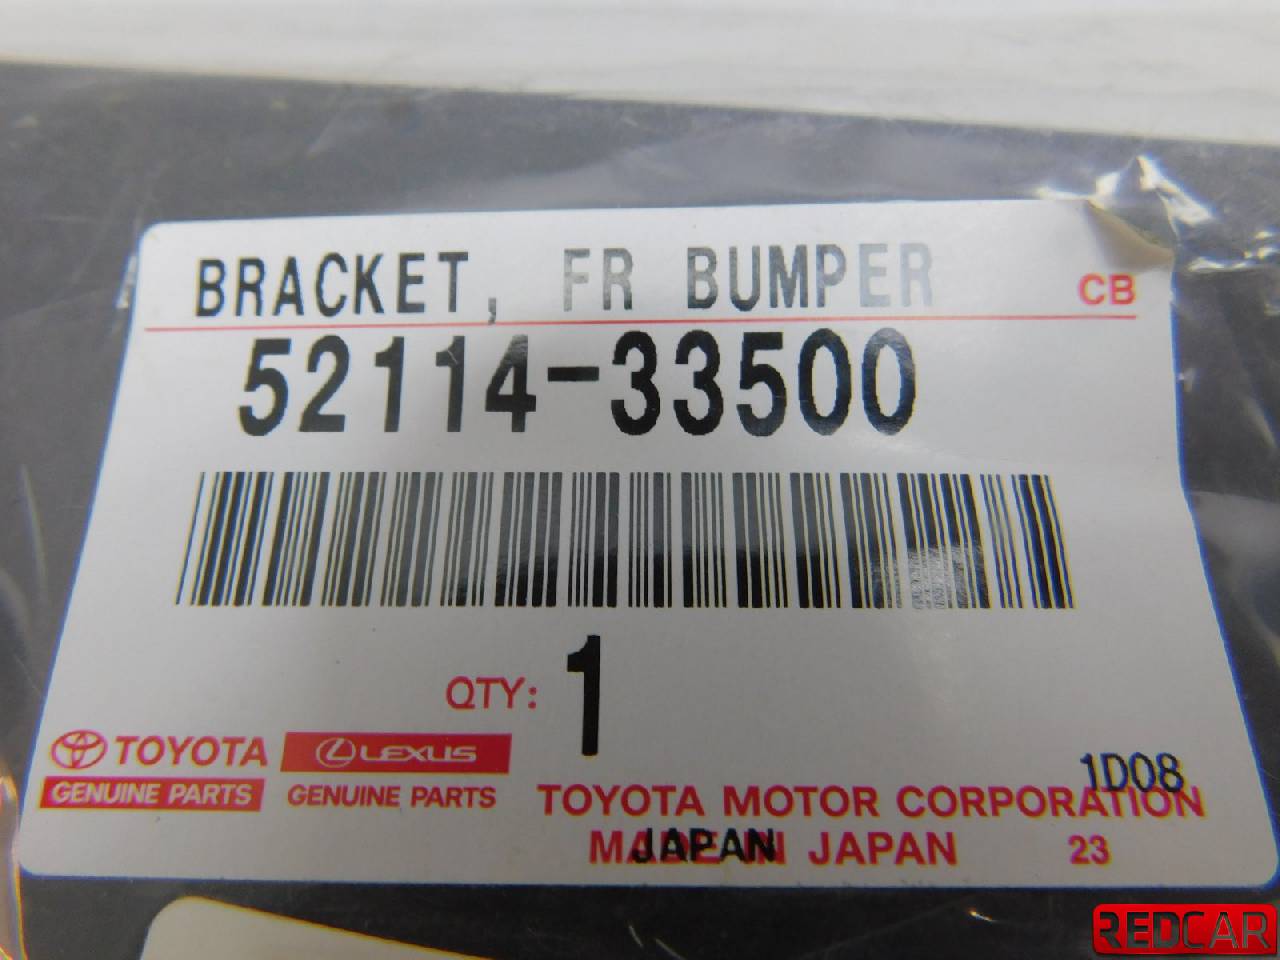 BRACKET, FR BUMPER
CB
52114-33500
QTY: 1
TOYOTA
GENUINE PARTS
LEXUS
GENUINE PARTS
1D08
TOYOTA MOTOR CORPORATION
MADE IN JAPAN 23
JAPAN
REDCAR